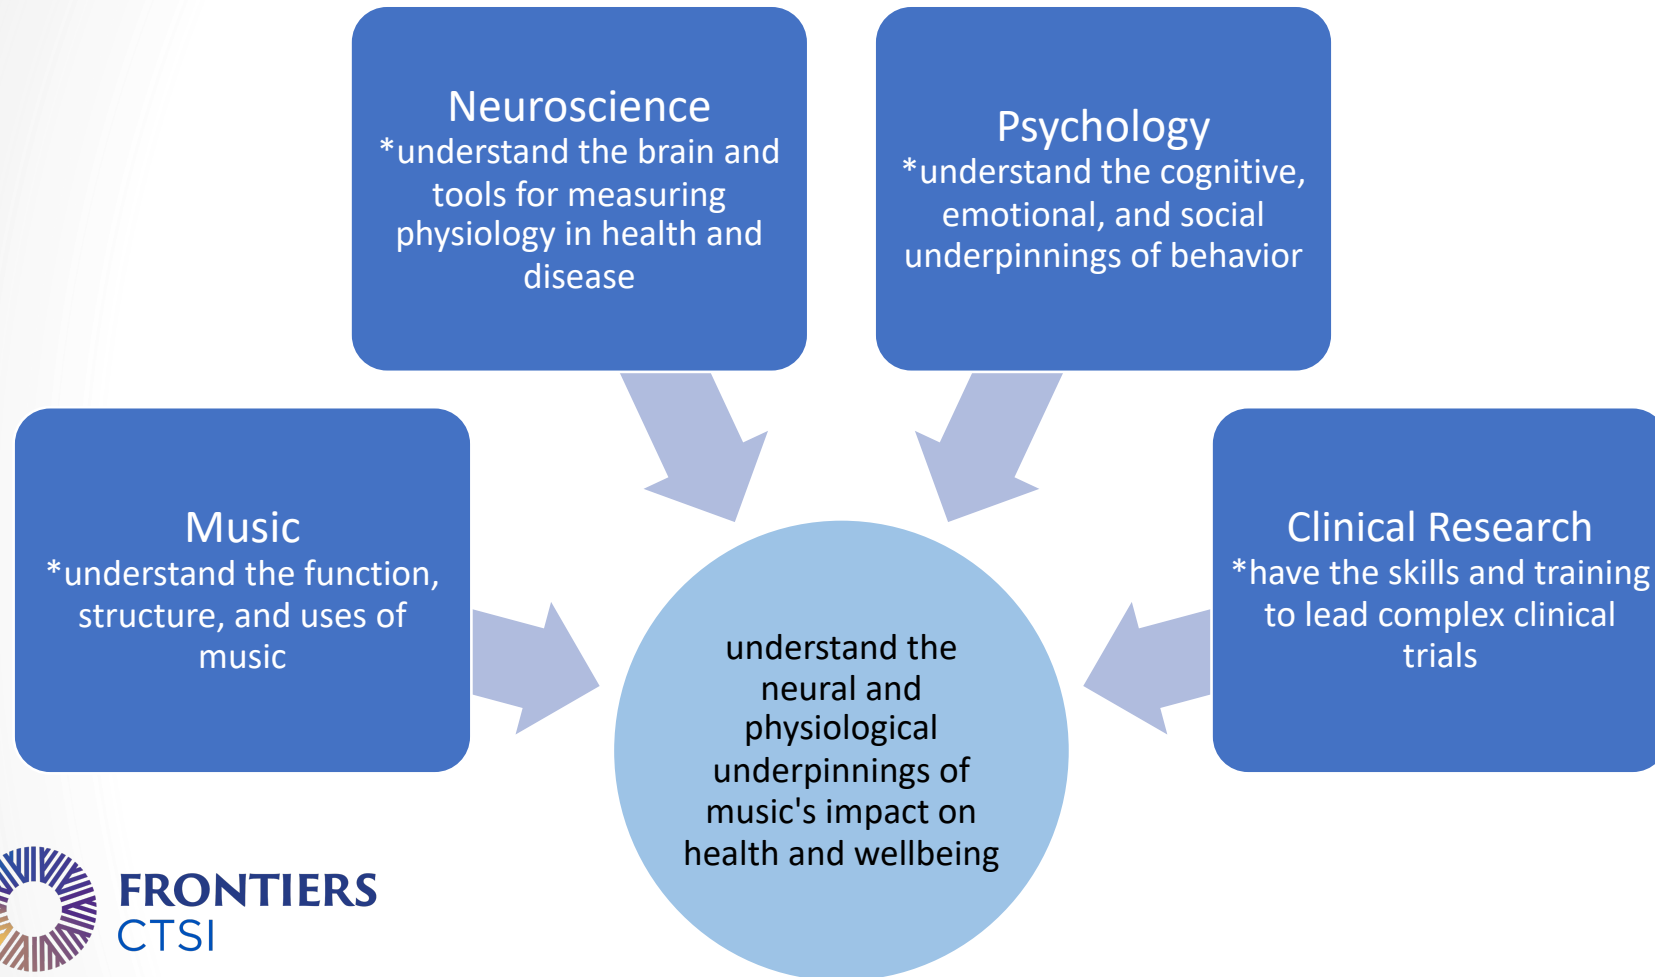 Neuroscience
*understand the brain and
tools for measuring
physiology in health and
disease
Psychology
*understand the cognitive,
emotional, and social
underpinnings of behavior
Music
*understand the function,
structure, and uses of
music
Clinical Research
*have the skills and training
to lead complex clinical
trials
understand the
neural and
physiological
underpinnings of
music's impact on
health and wellbeing
FRONTIERS
CTSI